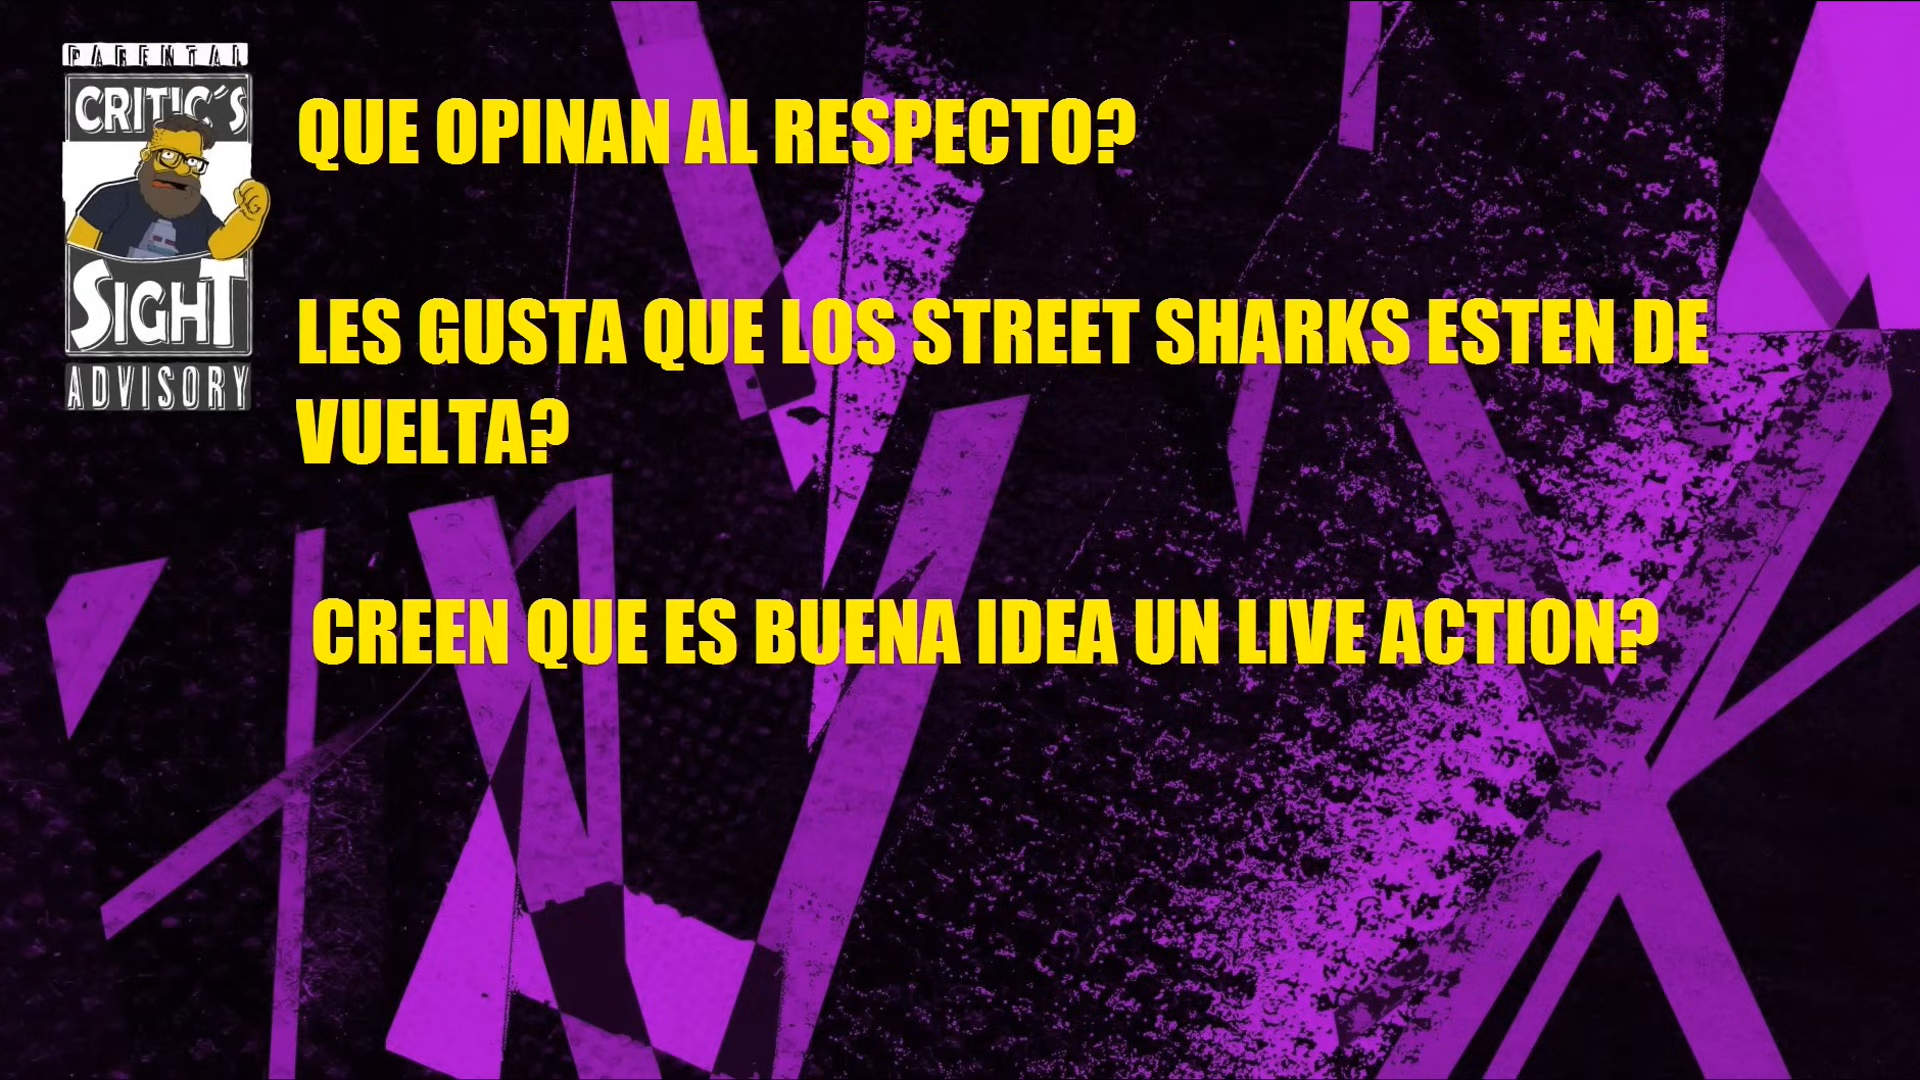 PARENTAL
CRITIC´S
SIGHT
ADVISORY
QUE OPINAN AL RESPECTO?
LES GUSTA QUE LOS STREET SHARKS ESTEN DE
VUELTA?
CREEN QUE ES BUENA IDEA UN LIVE ACTION?